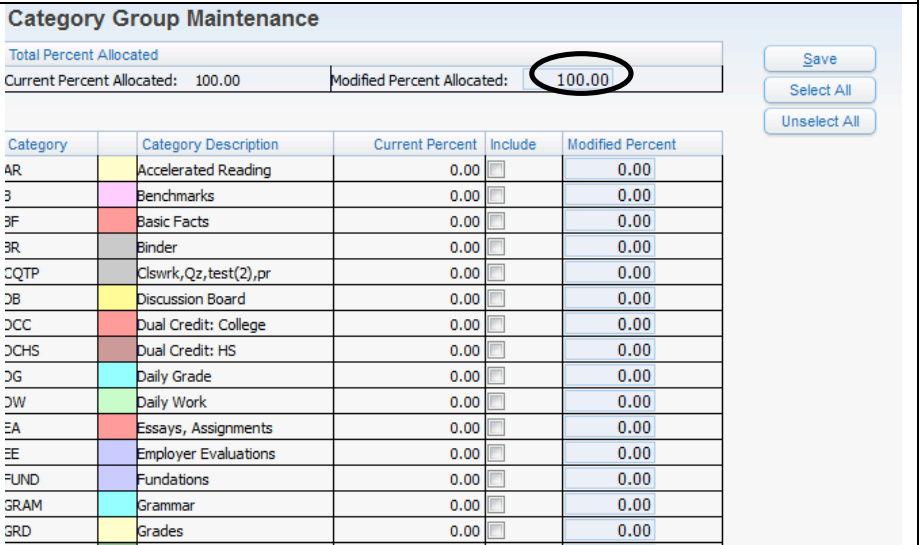 Category Group Maintenance
Total Percent Allocated
Current Percent Allocated: 100.00 Modified Percent Allocated: 100.00
Save
Select All
Unselect All
Category Category Description Current Percent Include Modified Percent
AR Accelerated Reading 0.00 0.00
B Benchmarks 0.00 0.00
BF Basic Facts 0.00 0.00
BR Binder 0.00 0.00
CQTP Clswrk,Qz,test(2),pr 0.00 0.00
DB Discussion Board 0.00 0.00
DCC Dual Credit: College 0.00 0.00
DCHS Dual Credit: HS 0.00 0.00
DG Daily Grade 0.00 0.00
DW Daily Work 0.00 0.00
EA Essays, Assignments 0.00 0.00
EE Employer Evaluations 0.00 0.00
FUND Fundations 0.00 0.00
GRAM Grammar 0.00 0.00
GRD Grades 0.00 0.00